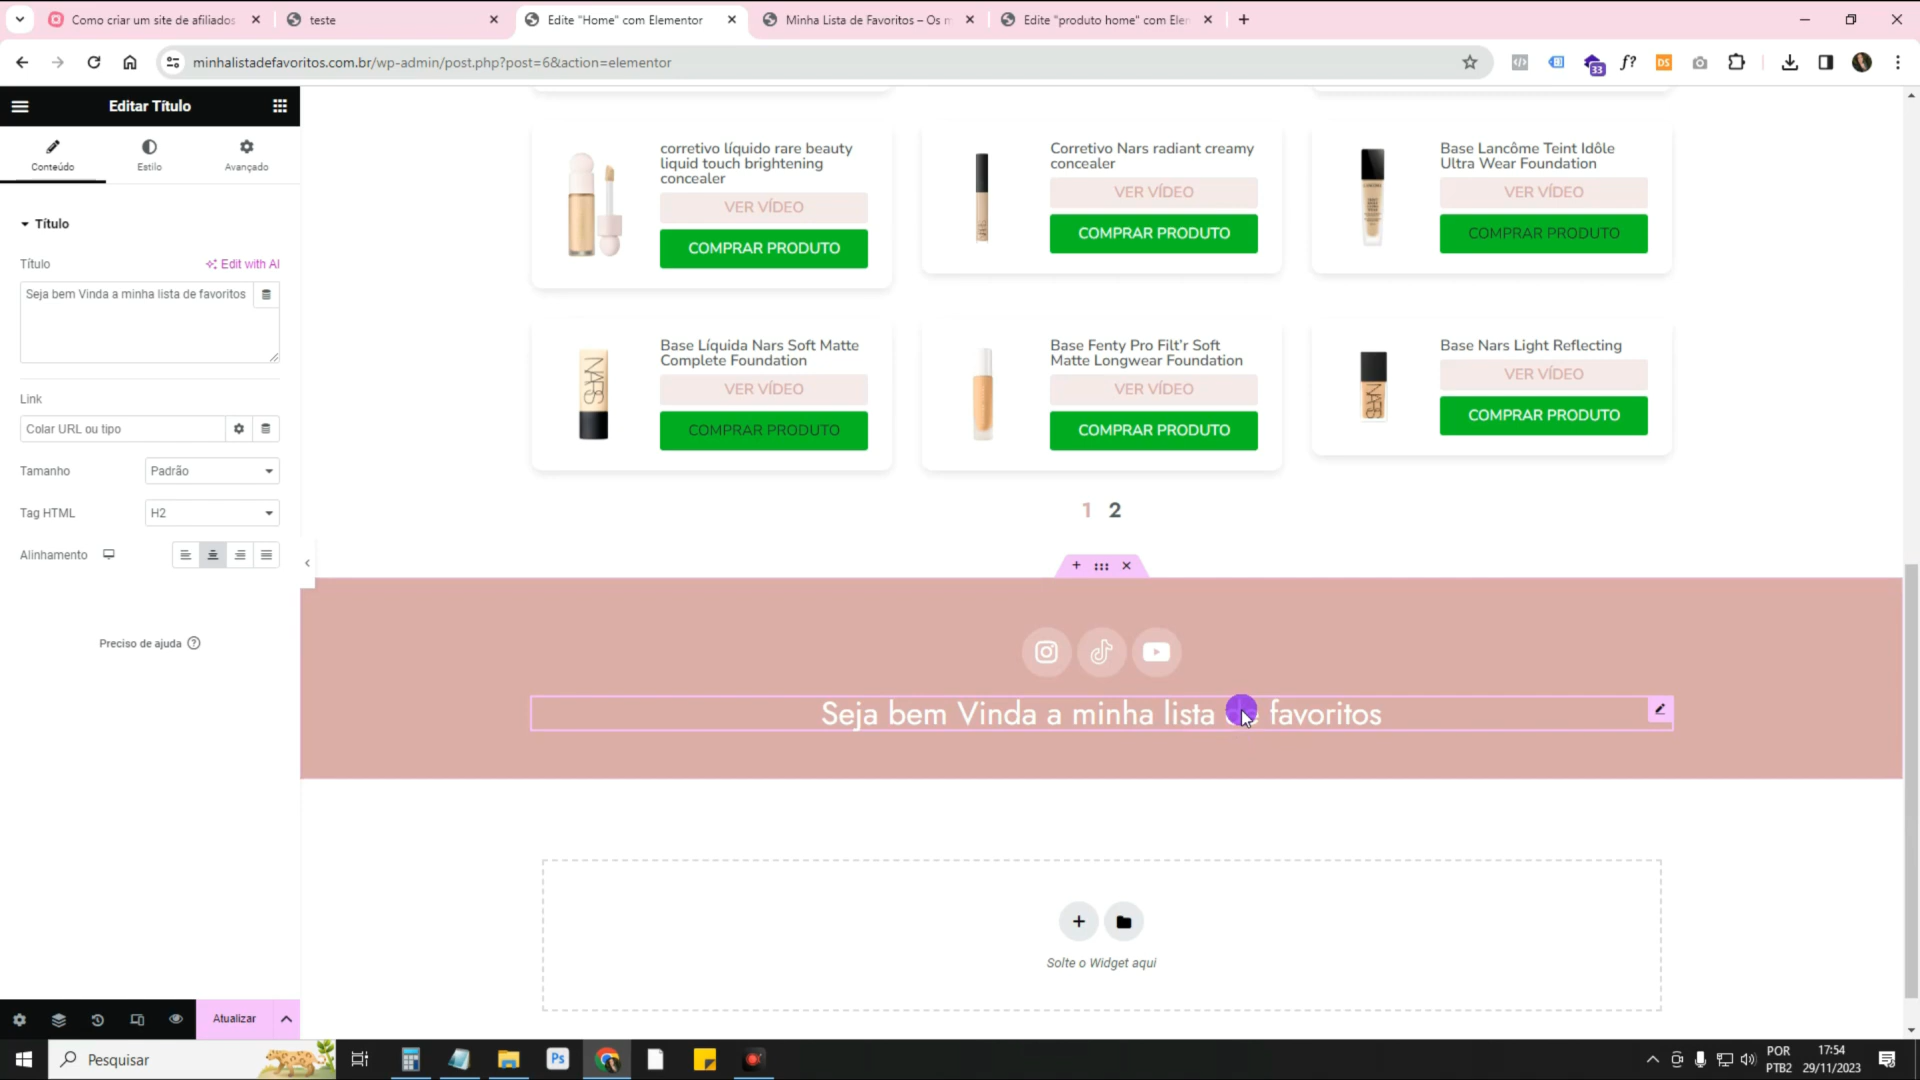 Como criar um site de afiliados
teste
Edite "Home" com Elementor
Minha Lista de Favoritos – Os m
Edite "produto home" com Eler
minhalistadefavoritos.com.br/wp-admin/post.php?post=6&action=elementor
33
f?
DS
Editar Título
Conteúdo
Estilo
Avançado
Título
Título
Edit with AI
Seja bem Vinda a minha lista de favoritos
Link
Colar URL ou tipo
Tamanho
Padrão
Tag HTML
H2
Alinhamento
Preciso de ajuda
Atualizar
corretivo líquido rare beauty
liquid touch brightening
concealer
VER VÍDEO
COMPRAR PRODUTO
Corretivo Nars radiant creamy
concealer
VER VÍDEO
COMPRAR PRODUTO
Base Lancôme Teint Idôle
Ultra Wear Foundation
VER VÍDEO
COMPRAR PRODUTO
NARS
Base Líquida Nars Soft Matte
Complete Foundation
VER VÍDEO
COMPRAR PRODUTO
Base Fenty Pro Filt'r Soft
Matte Longwear Foundation
VER VÍDEO
COMPRAR PRODUTO
NARS
Base Nars Light Reflecting
VER VÍDEO
COMPRAR PRODUTO
1 2
Seja bem Vinda a minha lista de favoritos
Solte o Widget aqui
Pesquisar
Ps
POR
PTB2
17:54
29/11/2023